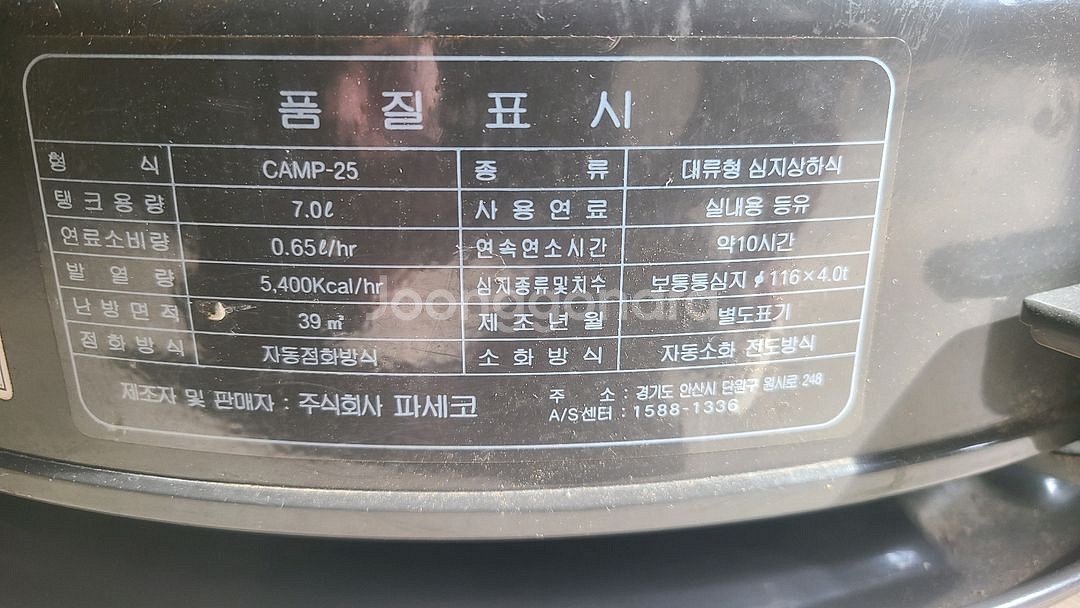 품 질 표 시
형 식 CAMP-25 종 류 대류형 심지상하식
탱크용량 7.0ℓ 사용연료 실내용 등유
연료소비량 0.65ℓ/hr 연속연소시간 약10시간
발열량 5,400Kcal/hr 심지종류및치수 보통통심지 ϕ116×4.0t
난방면적 39㎡ 제조년월 별도표기
점화방식 자동점화방식 소화방식 자동소화 전도방식
제조자 및 판매자 : 주식회사 파세코
주 소 : 경기도 안산시 단원구 원시로 248
A/S센터 : 1588-1336
Joonggonara